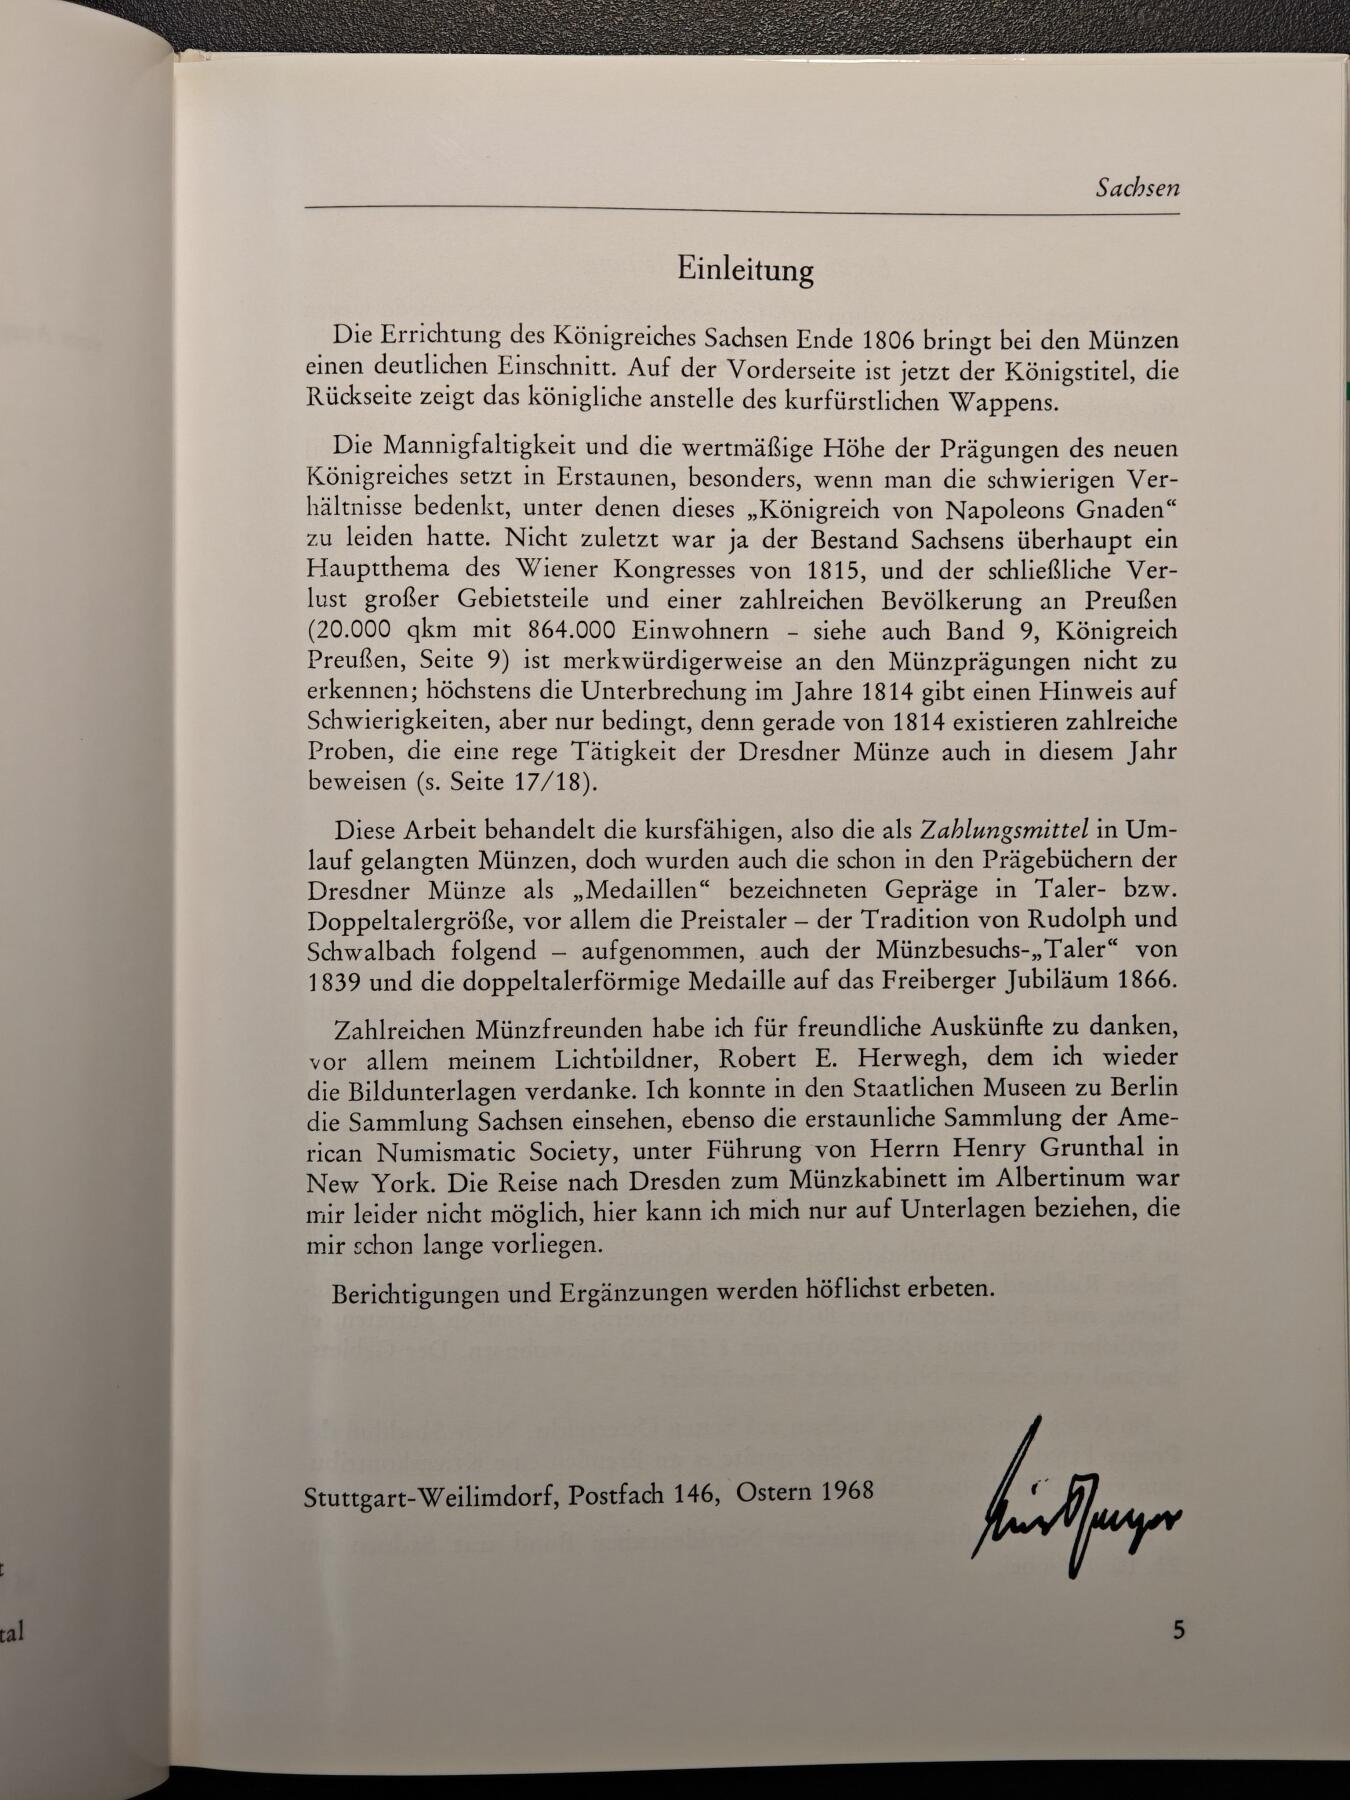 Sachsen
Einleitung
Die Errichtung des Königreiches Sachsen Ende 1806 bringt bei den Münzen
einen deutlichen Einschnitt. Auf der Vorderseite ist jetzt der Königstitel, die
Rückseite zeigt das königliche anstelle des kurfürstlichen Wappens.
Die Mannigfaltigkeit und die wertmäßige Höhe der Prägungen des neuen
Königreiches setzt in Erstaunen, besonders, wenn man die schwierigen Ver-
hältnisse bedenkt, unter denen dieses „Königreich von Napoleons Gnaden“
zu leiden hatte. Nicht zuletzt war ja der Bestand Sachsens überhaupt ein
Hauptthema des Wiener Kongresses von 1815, und der schließliche Ver-
lust großer Gebietsteile und einer zahlreichen Bevölkerung an Preußen
(20.000 qkm mit 864.000 Einwohnern – siehe auch Band 9, Königreich
Preußen, Seite 9) ist merkwürdigerweise an den Münzprägungen nicht zu
erkennen; höchstens die Unterbrechung im Jahre 1814 gibt einen Hinweis auf
Schwierigkeiten, aber nur bedingt, denn gerade von 1814 existieren zahlreiche
Proben, die eine rege Tätigkeit der Dresdner Münze auch in diesem Jahr
beweisen (s. Seite 17/18).
Diese Arbeit behandelt die kursfähigen, also die als Zahlungsmittel in Um-
lauf gelangten Münzen, doch wurden auch die schon in den Prägebüchern der
Dresdner Münze als „Medaillen“ bezeichneten Gepräge in Taler- bzw.
Doppeltalergröße, vor allem die Preistaler – der Tradition von Rudolph und
Schwalbach folgend – aufgenommen, auch der Münzbesuchs-„Taler“ von
1839 und die doppeltalerförmige Medaille auf das Freiberger Jubiläum 1866.
Zahlreichen Münzfreunden habe ich für freundliche Auskünfte zu danken,
vor allem meinem Lichtbildner, Robert E. Herwegh, dem ich wieder
die Bildunterlagen verdanke. Ich konnte in den Staatlichen Museen zu Berlin
die Sammlung Sachsen einsehen, ebenso die erstaunliche Sammlung der Ame-
rican Numismatic Society, unter Führung von Herrn Henry Grunthal in
New York. Die Reise nach Dresden zum Münzkabinett im Albertinum war
mir leider nicht möglich, hier kann ich mich nur auf Unterlagen beziehen, die
mir schon lange vorliegen.
Berichtigungen und Ergänzungen werden höflichst erbeten.
Stuttgart-Weilimdorf, Postfach 146, Ostern 1968
5